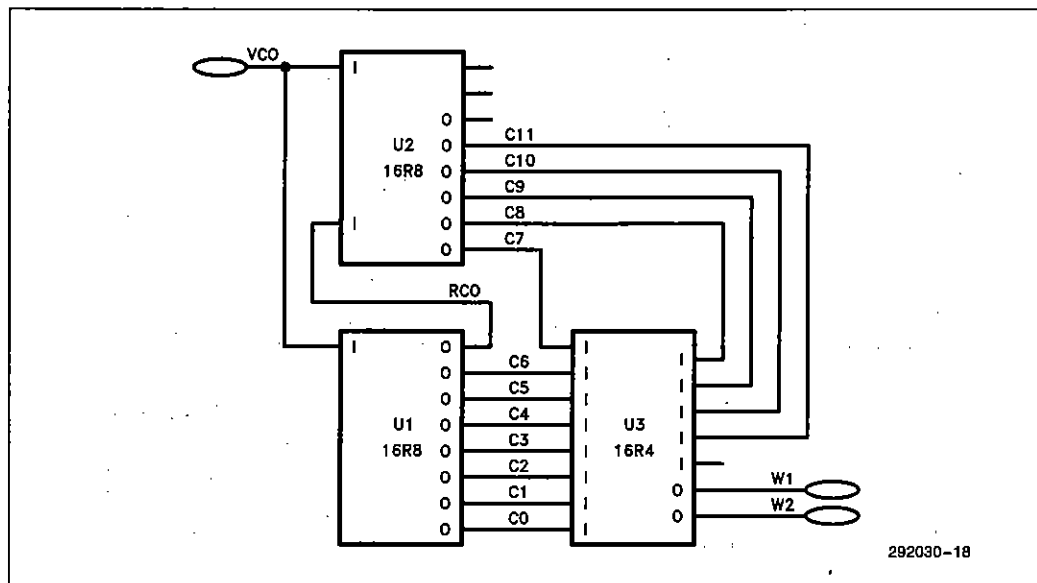 VCO
I
O
U2
16R8
O
O
O
O
I
O
O
C11
C10
C9
C8
C7
RCO
I
O
O
O
O
O
O
O
O
U1
16R8
C6
C5
C4
C3
C2
C1
C0
I
I
I
I
I
I
I
I
U3
16R4
I
I
I
I
I
O
O
W1
W2
292030-18